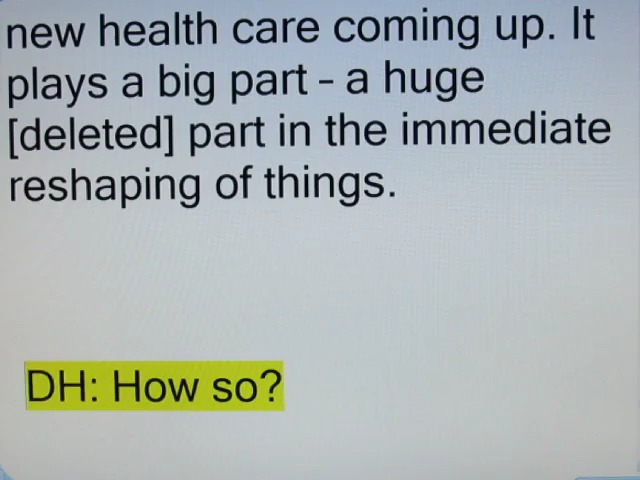 new health care coming up. It
plays a big part – a huge
[deleted] part in the immediate
reshaping of things.
DH: How so?